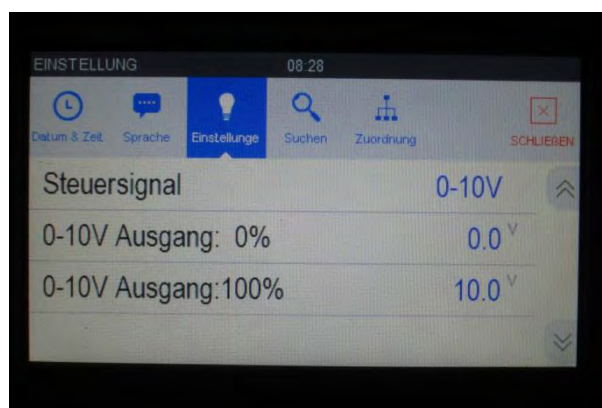 EINSTELLUNG 08:28
Datum & Zeit Sprache Einstellunge Suchen Zuordnung SCHLIEßEN
Steuersignal 0-10V
0-10V Ausgang: 0% 0.0 V
0-10V Ausgang:100% 10.0 V